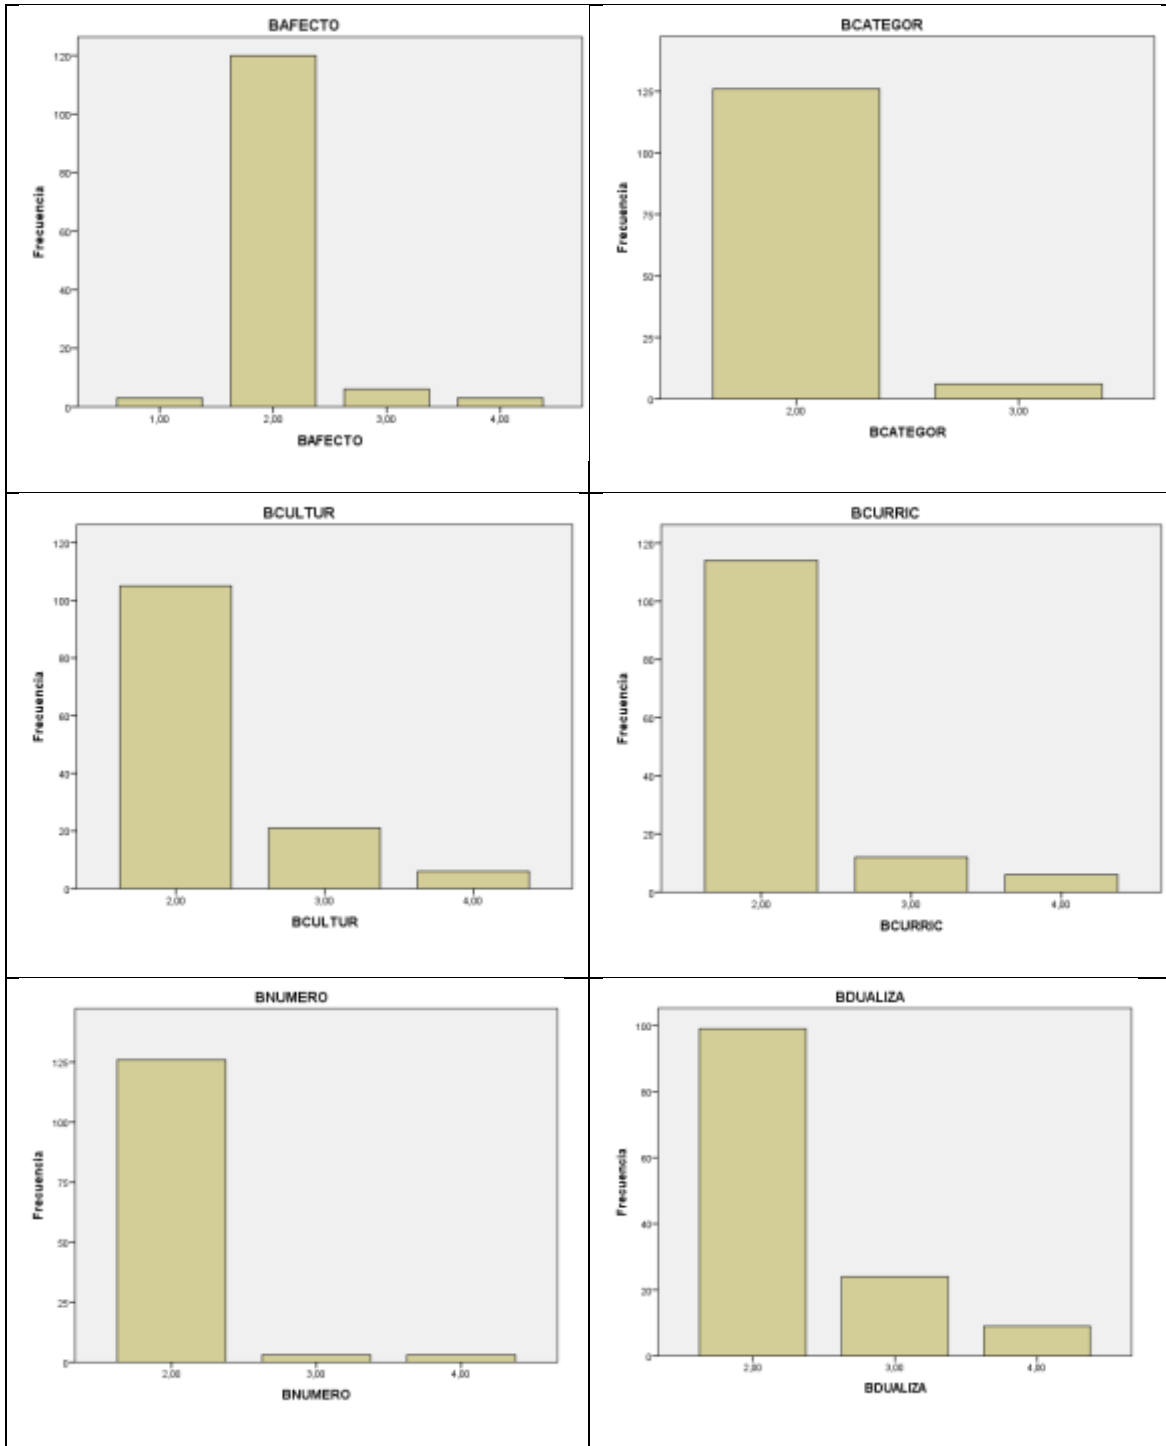 BAFECTO
120
100
80
60
40
20
0
Frecuencia
1,00 2,00 3,00 4,00
BAFECTO
BCATEGOR
125
100
75
50
25
0
Frecuencia
2,00 3,00
BCATEGOR
BCULTUR
120
100
80
60
40
20
0
Frecuencia
2,00 3,00 4,00
BCULTUR
BCURRIC
120
100
80
60
40
20
0
Frecuencia
2,00 3,00 4,00
BCURRIC
BNUMERO
125
100
75
50
25
0
Frecuencia
2,00 3,00 4,00
BNUMERO
BDUALIZA
100
80
60
40
20
0
Frecuencia
2,00 3,00 4,00
BDUALIZA